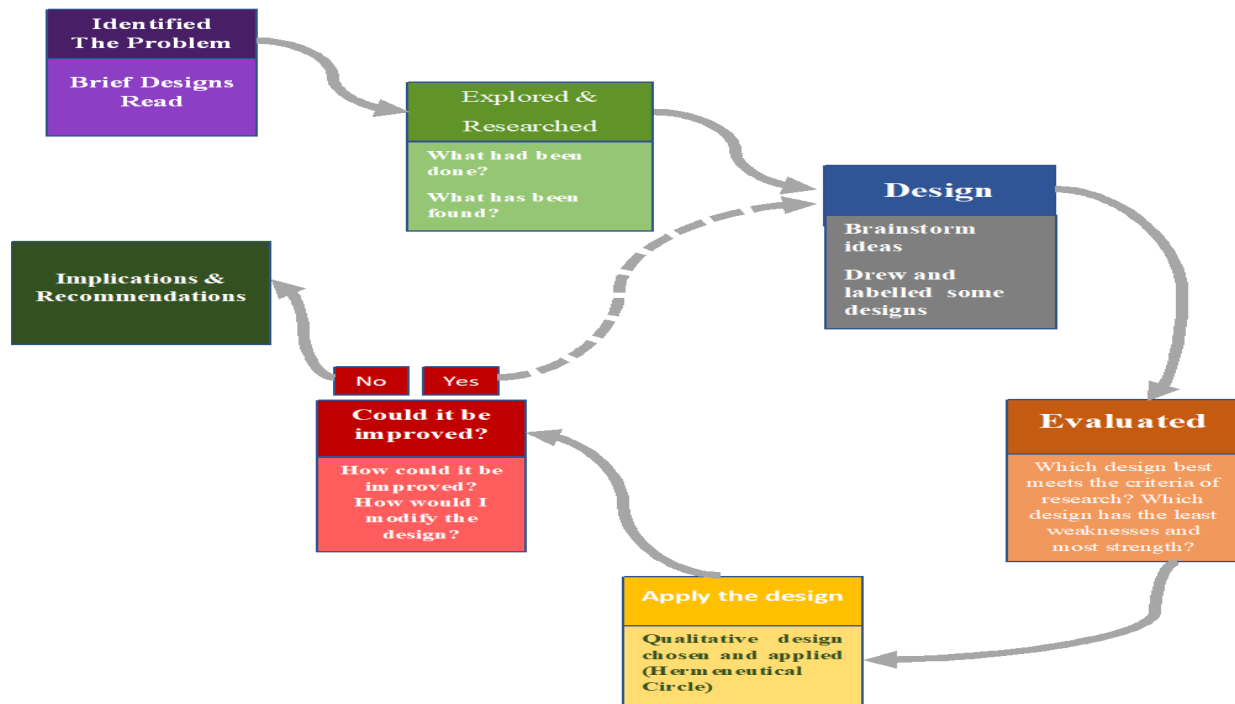 Identified
The Problem
Brief Designs
Read
Explored &
Researched
What had been
done?
What has been
found?
Design
Brainstorm
ideas
Drew and
labelled some
designs
Evaluated
Which design best
meets the criteria of
research? Which
design has the least
weaknesses and
most strength?
Apply the design
Qualitative design
chosen and applied
(Hermeneutical
Circle)
No
Yes
Could it be
improved?
How could it be
improved?
How would I
modify the
design?
Implications &
Recommendations